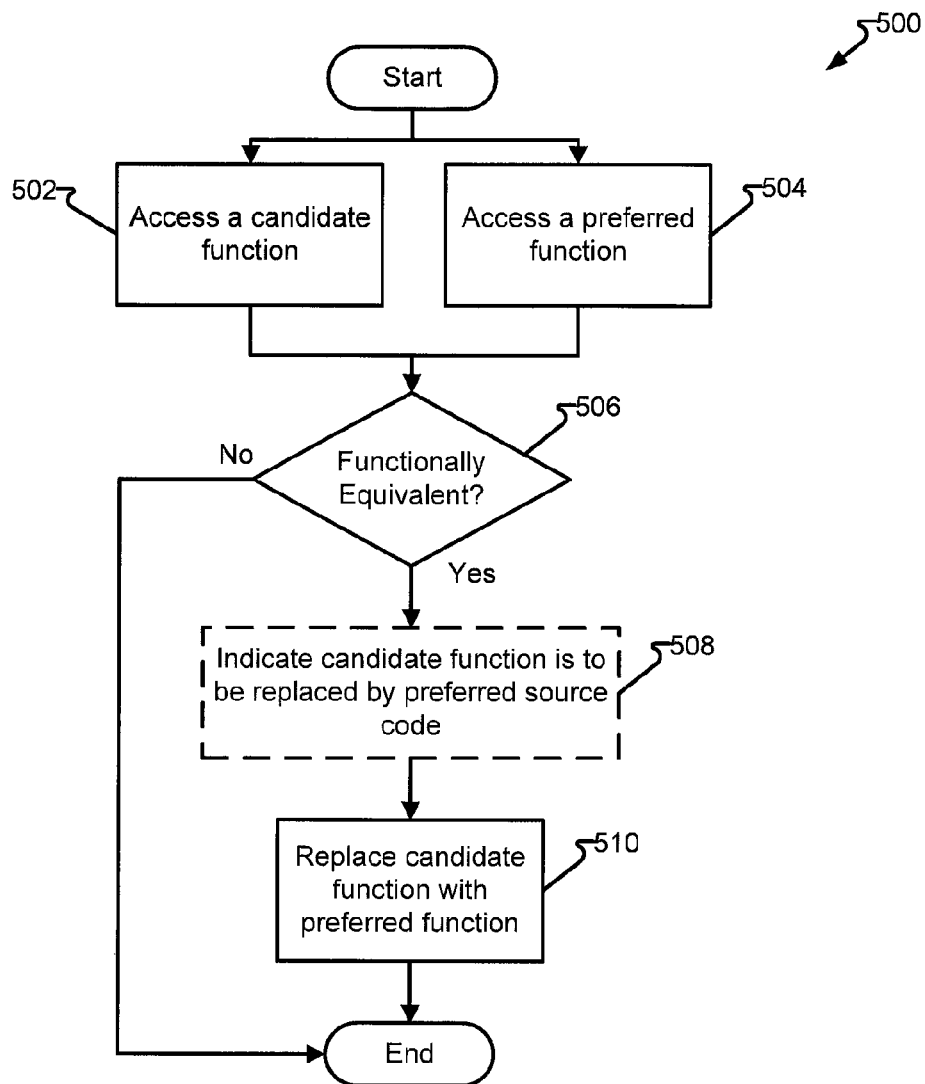 500
Start
502
Access a candidate
function
Access a preferred
function
504
506
No
Functionally
Equivalent?
Yes
Indicate candidate function is to
be replaced by preferred source
code
508
Replace candidate
function with
preferred function
510
End